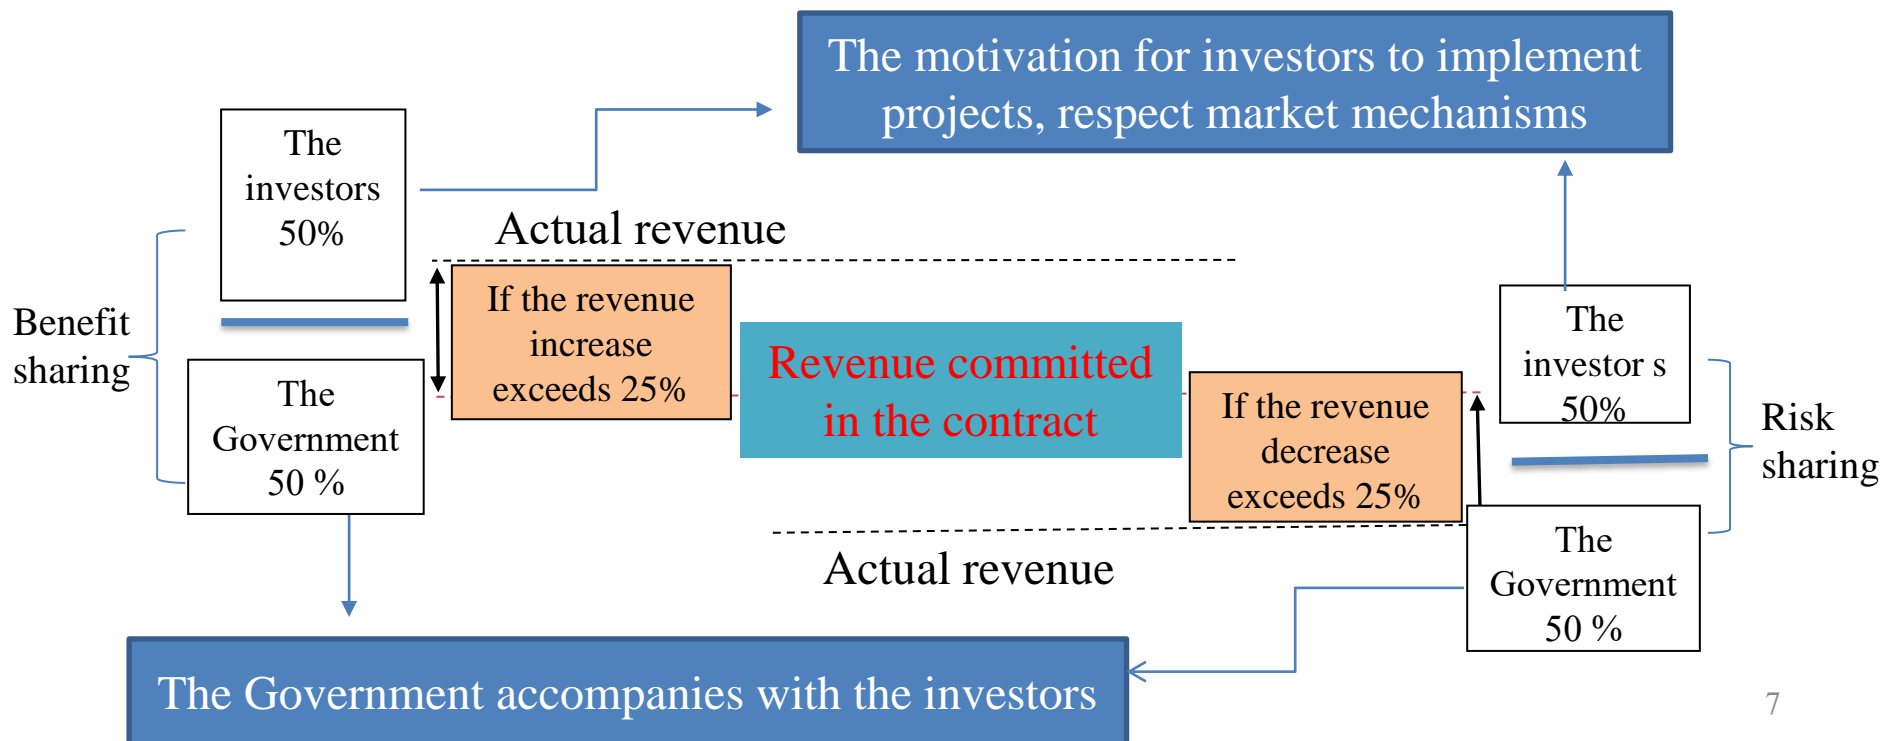 The motivation for investors to implement
projects, respect market mechanisms
The
investors
50%
Actual revenue
Benefit
sharing
If the revenue
increase
exceeds 25%
The
Government
50 %
Revenue committed
in the contract
If the revenue
decrease
exceeds 25%
The
investor s
50%
Risk
sharing
Actual revenue
The
Government
50 %
The Government accompanies with the investors
7